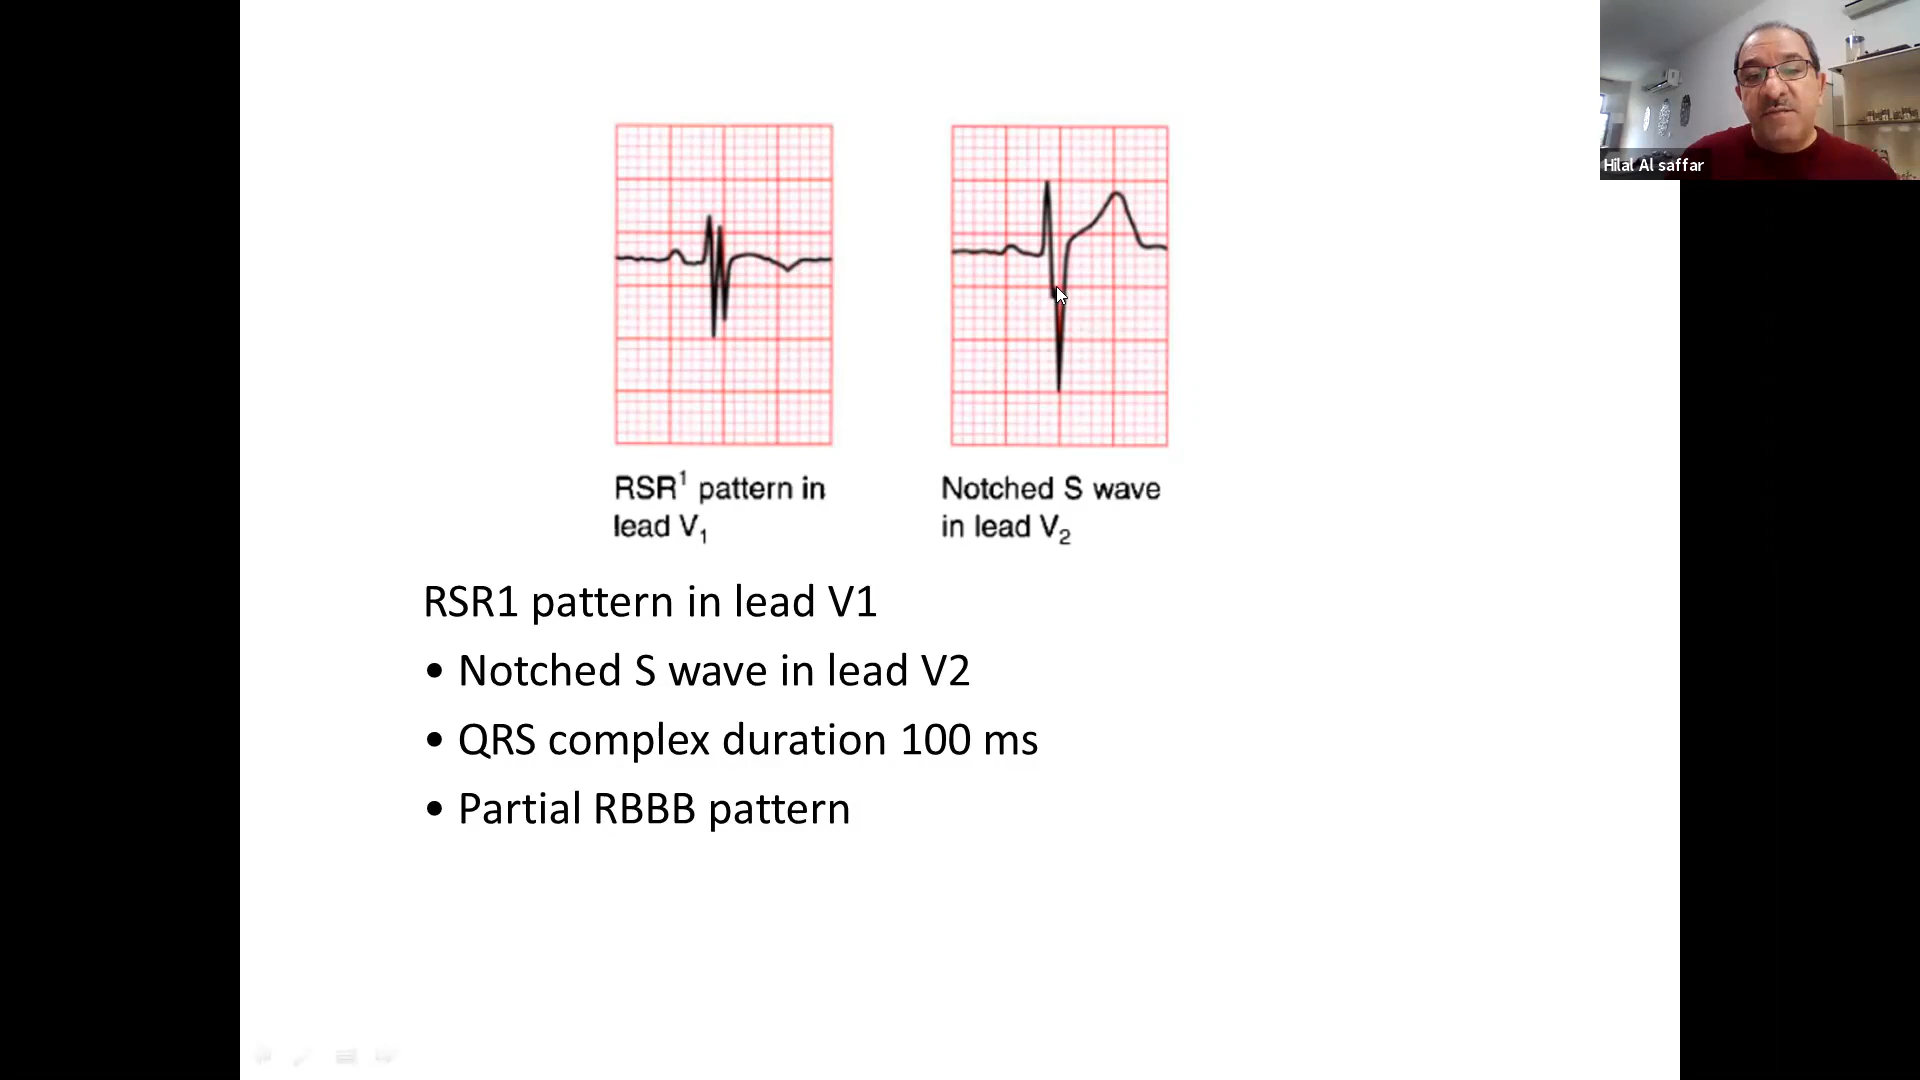 Hilal Al saffar
RSR¹ pattern in
lead V₁
Notched S wave
in lead V₂
RSR1 pattern in lead V1
• Notched S wave in lead V2
• QRS complex duration 100 ms
• Partial RBBB pattern